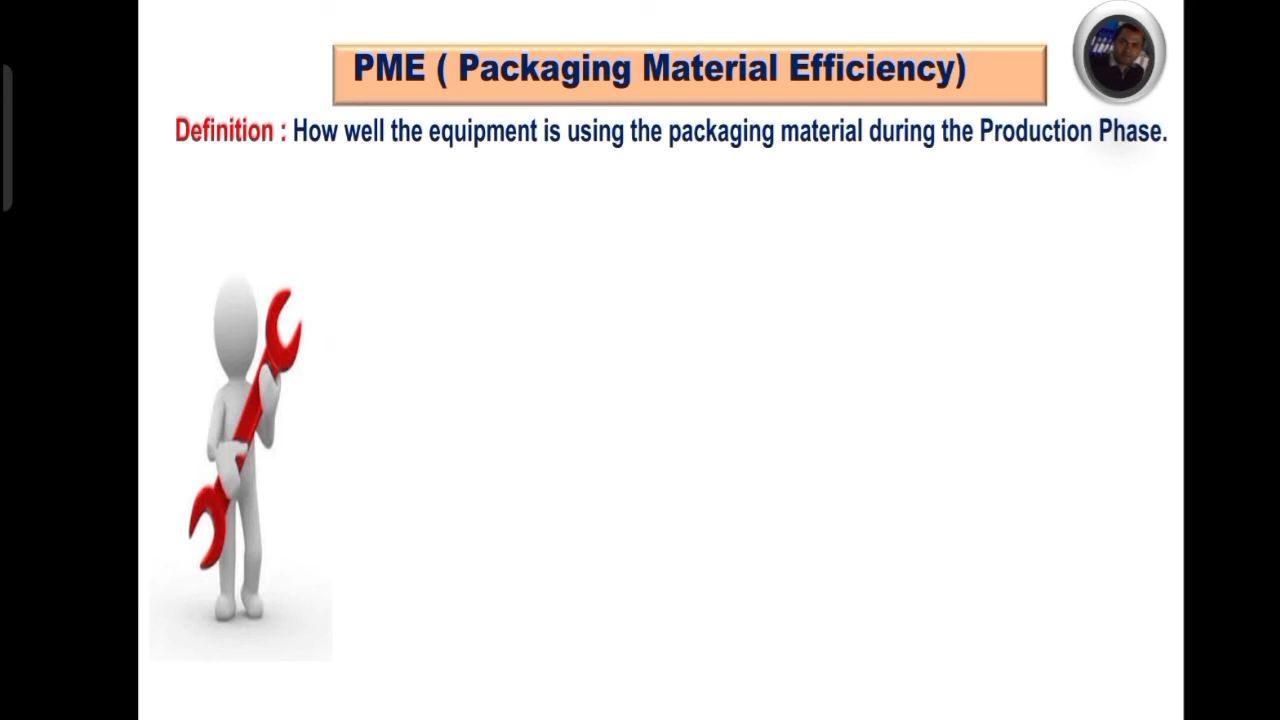 PME ( Packaging Material Efficiency)
Definition : How well the equipment is using the packaging material during the Production Phase.